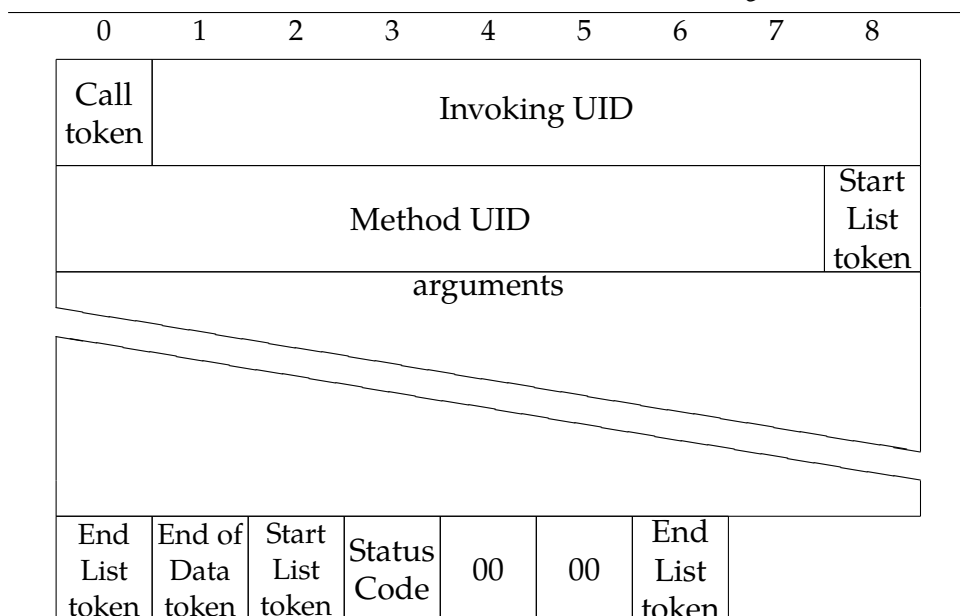 0 1 2 3 4 5 6 7 8
Call
token
Invoking UID
Method UID
Start
List
token
arguments
End
List
token
End of
Data
token
Start
List
token
Status
Code
00
00
End
List
token